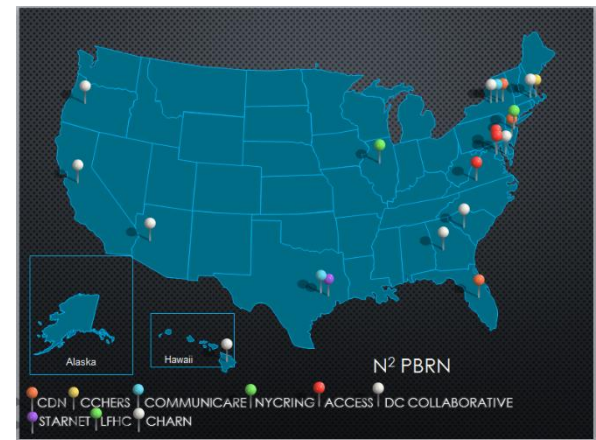 Alaska
Hawaii
N² PBRN
CDN CCHERS COMMUNICARE NYCRING ACCESS DC COLLABORATIVE
STARNET LFHC CHARN